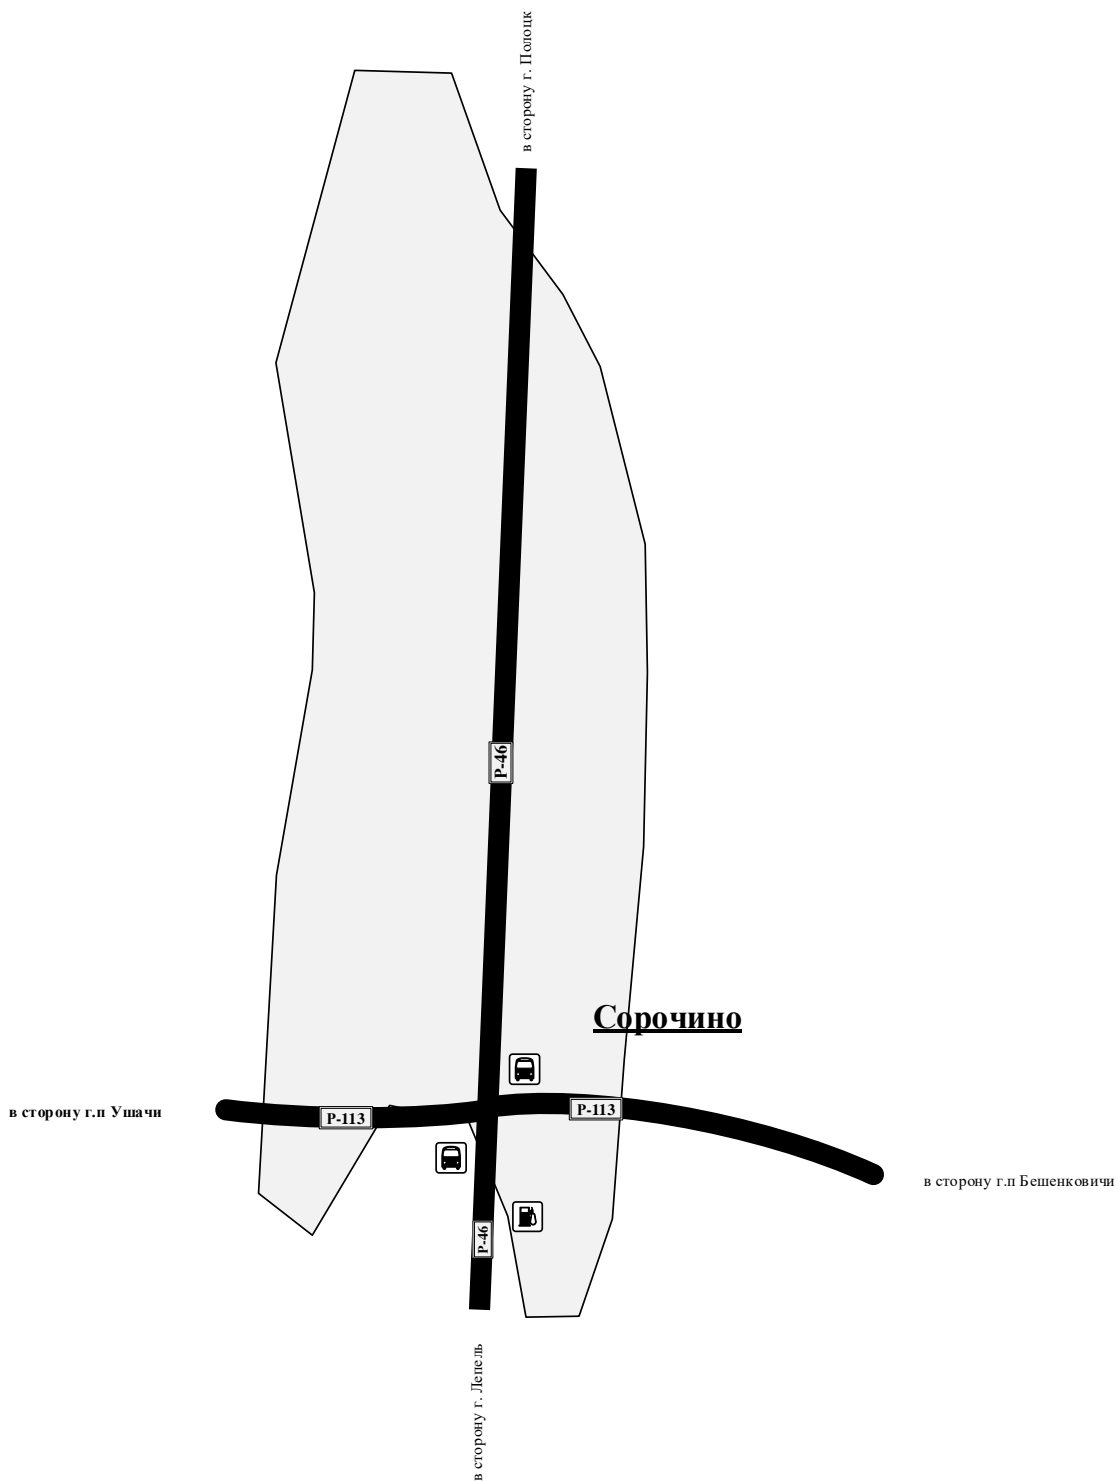 в сторону г. Полоцк
Р-46
Сорочино
в сторону г.п Ушачи
Р-113
Р-113
в сторону г.п Бешенковичи
Р-46
в сторону г. Лепель